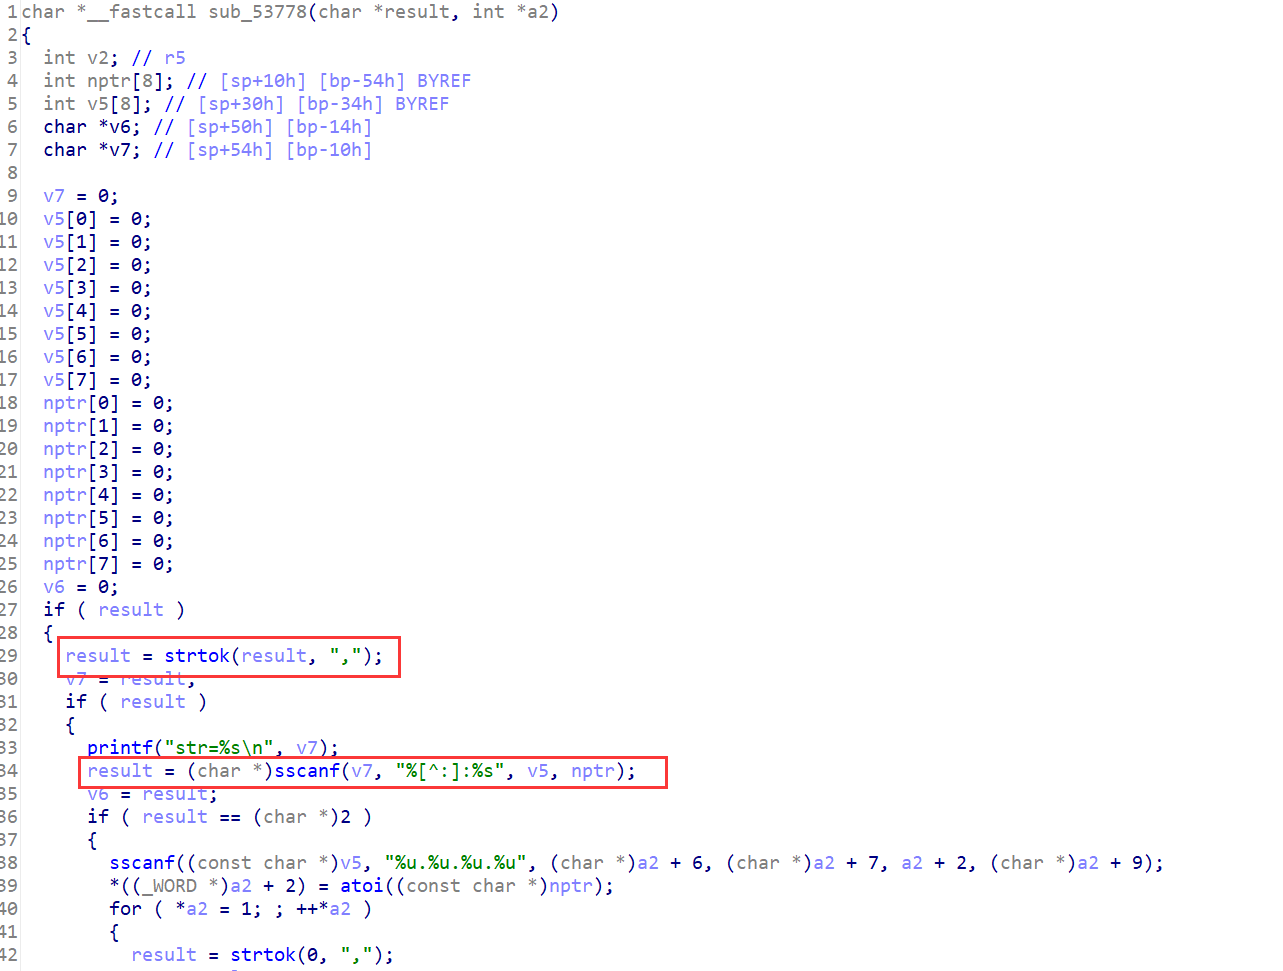 1 char *__fastcall sub_53778(char *result, int *a2)
2 {
3   int v2; // r5
4   int nptr[8]; // [sp+10h] [bp-54h] BYREF
5   int v5[8]; // [sp+30h] [bp-34h] BYREF
6   char *v6; // [sp+50h] [bp-14h]
7   char *v7; // [sp+54h] [bp-10h]
8
9   v7 = 0;
10   v5[0] = 0;
11   v5[1] = 0;
12   v5[2] = 0;
13   v5[3] = 0;
14   v5[4] = 0;
15   v5[5] = 0;
16   v5[6] = 0;
17   v5[7] = 0;
18   nptr[0] = 0;
19   nptr[1] = 0;
20   nptr[2] = 0;
21   nptr[3] = 0;
22   nptr[4] = 0;
23   nptr[5] = 0;
24   nptr[6] = 0;
25   nptr[7] = 0;
26   v6 = 0;
27   if ( result )
28   {
29     result = strtok(result, ",");
30     v7 = result;
31     if ( result )
32     {
33       printf("str=%s\n", v7);
34       result = (char *)sscanf(v7, "%[^:]:%s", v5, nptr);
35       v6 = result;
36       if ( result == (char *)2 )
37       {
38         sscanf((const char *)v5, "%u.%u.%u.%u", (char *)a2 + 6, (char *)a2 + 7, a2 + 2, (char *)a2 + 9);
39         *((_WORD *)a2 + 2) = atoi((const char *)nptr);
40         for ( *a2 = 1; ; ++*a2 )
41         {
42           result = strtok(0, ",");